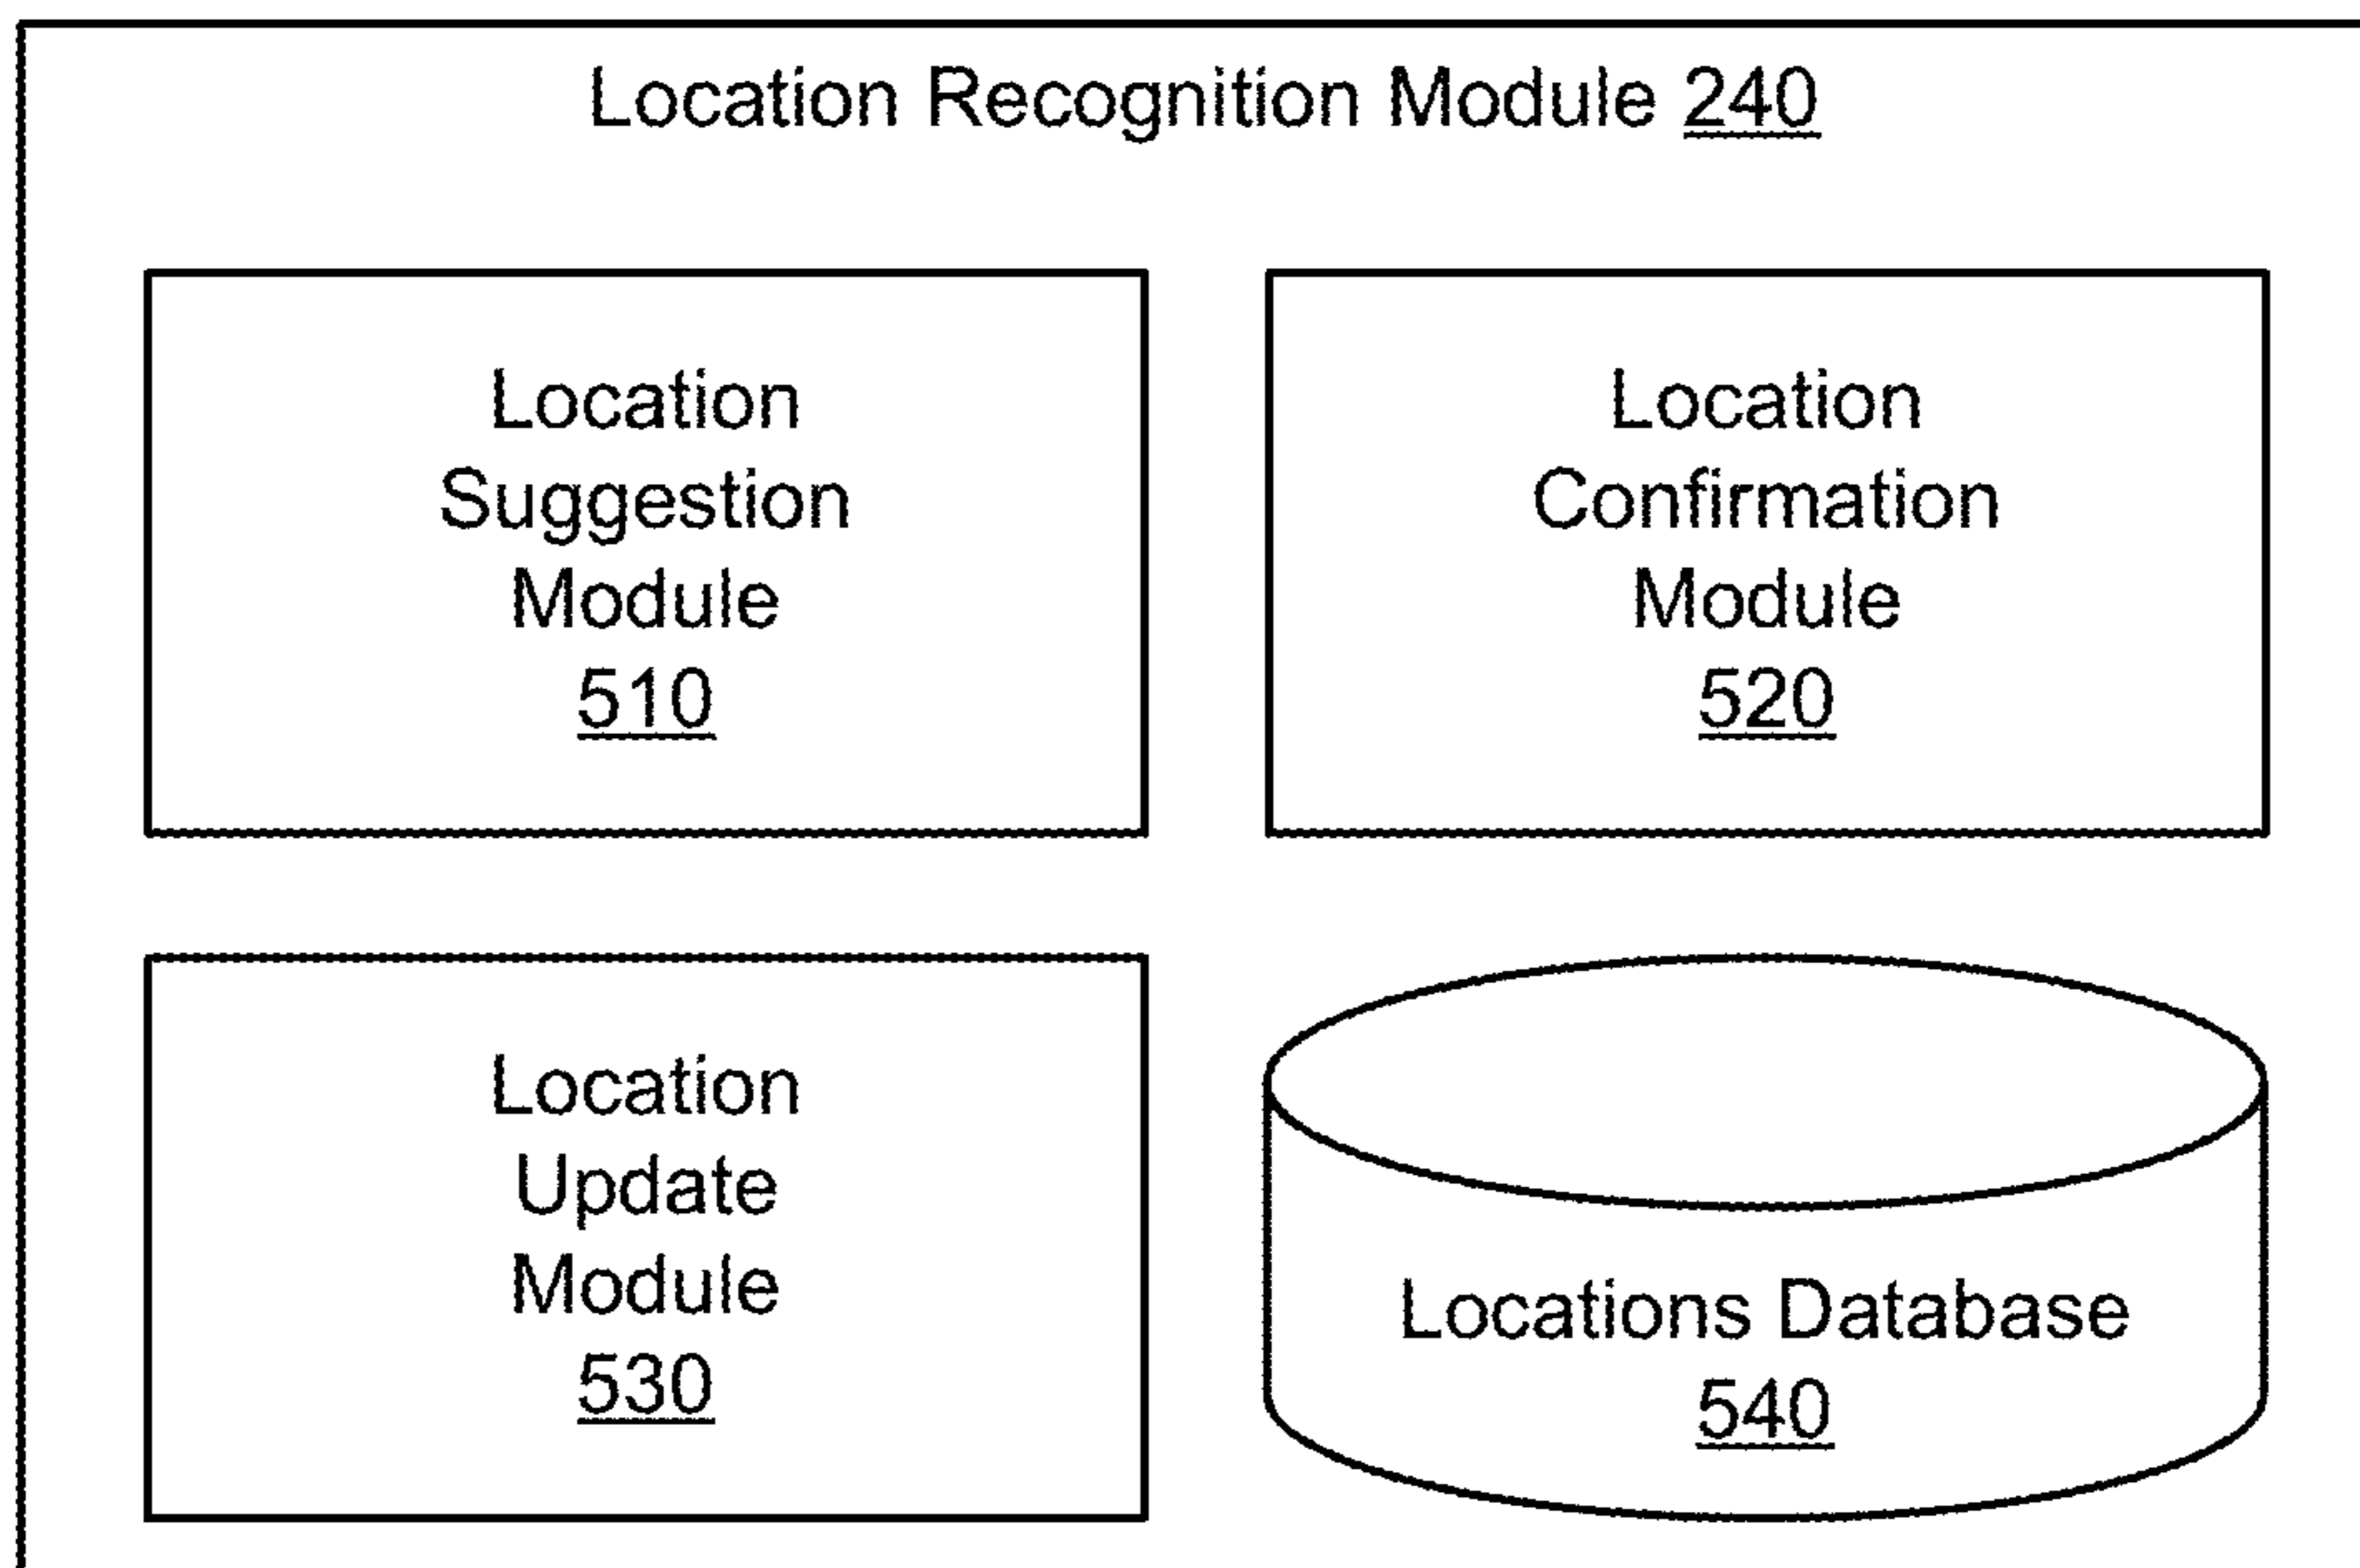 Location Recognition Module 240
Location
Suggestion
Module
510
Location
Confirmation
Module
520
Location
Update
Module
530
Locations Database
540